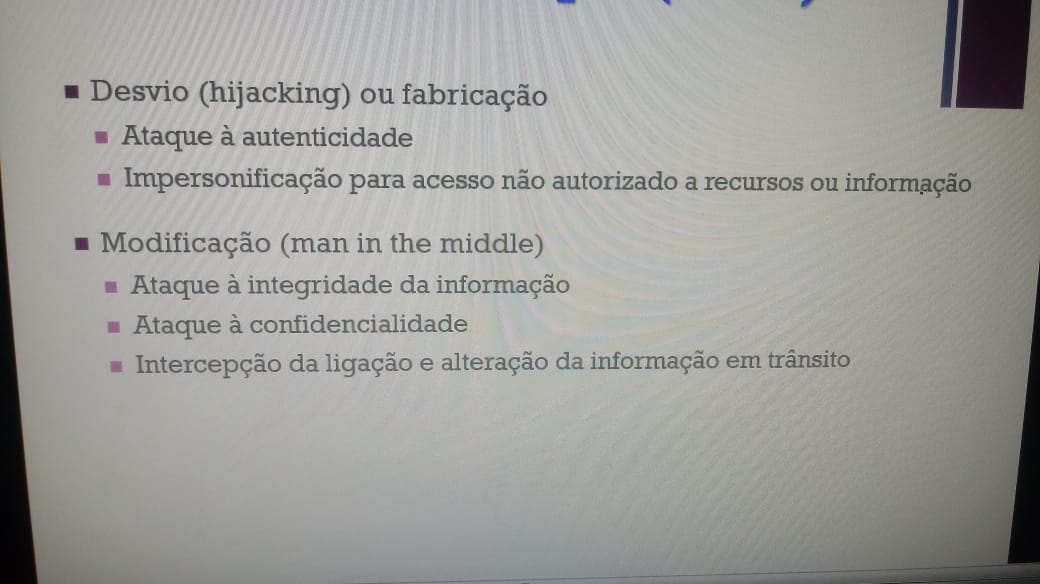 Desvio (hijacking) ou fabricação
Ataque à autenticidade
Impersonificação para acesso não autorizado a recursos ou informação
Modificação (man in the middle)
Ataque à integridade da informação
Ataque à confidencialidade
Intercepção da ligação e alteração da informação em trânsito